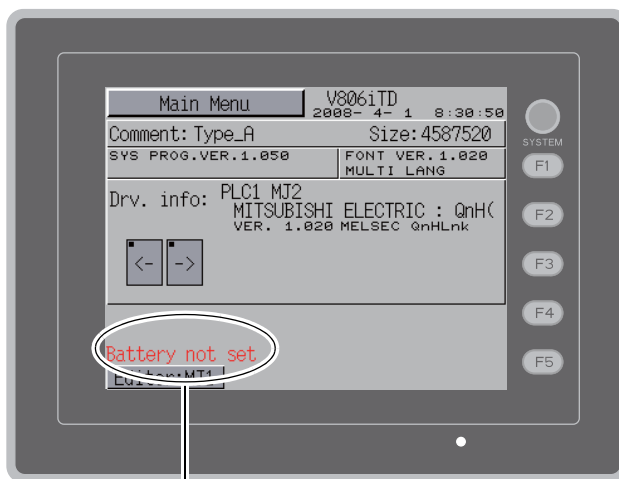 Main Menu
V806iTD
2008- 4- 1 8:30:50
Comment: Type_A Size: 4587520
SYS PROG.VER.1.050
FONT VER.1.020
MULTI LANG
Drv. info: PLC1 MJ2
MITSUBISHI ELECTRIC : QnH(
VER. 1.020 MELSEC QnHLnk
<- ->
Battery not set
Editor:MJ1
SYSTEM
F1
F2
F3
F4
F5